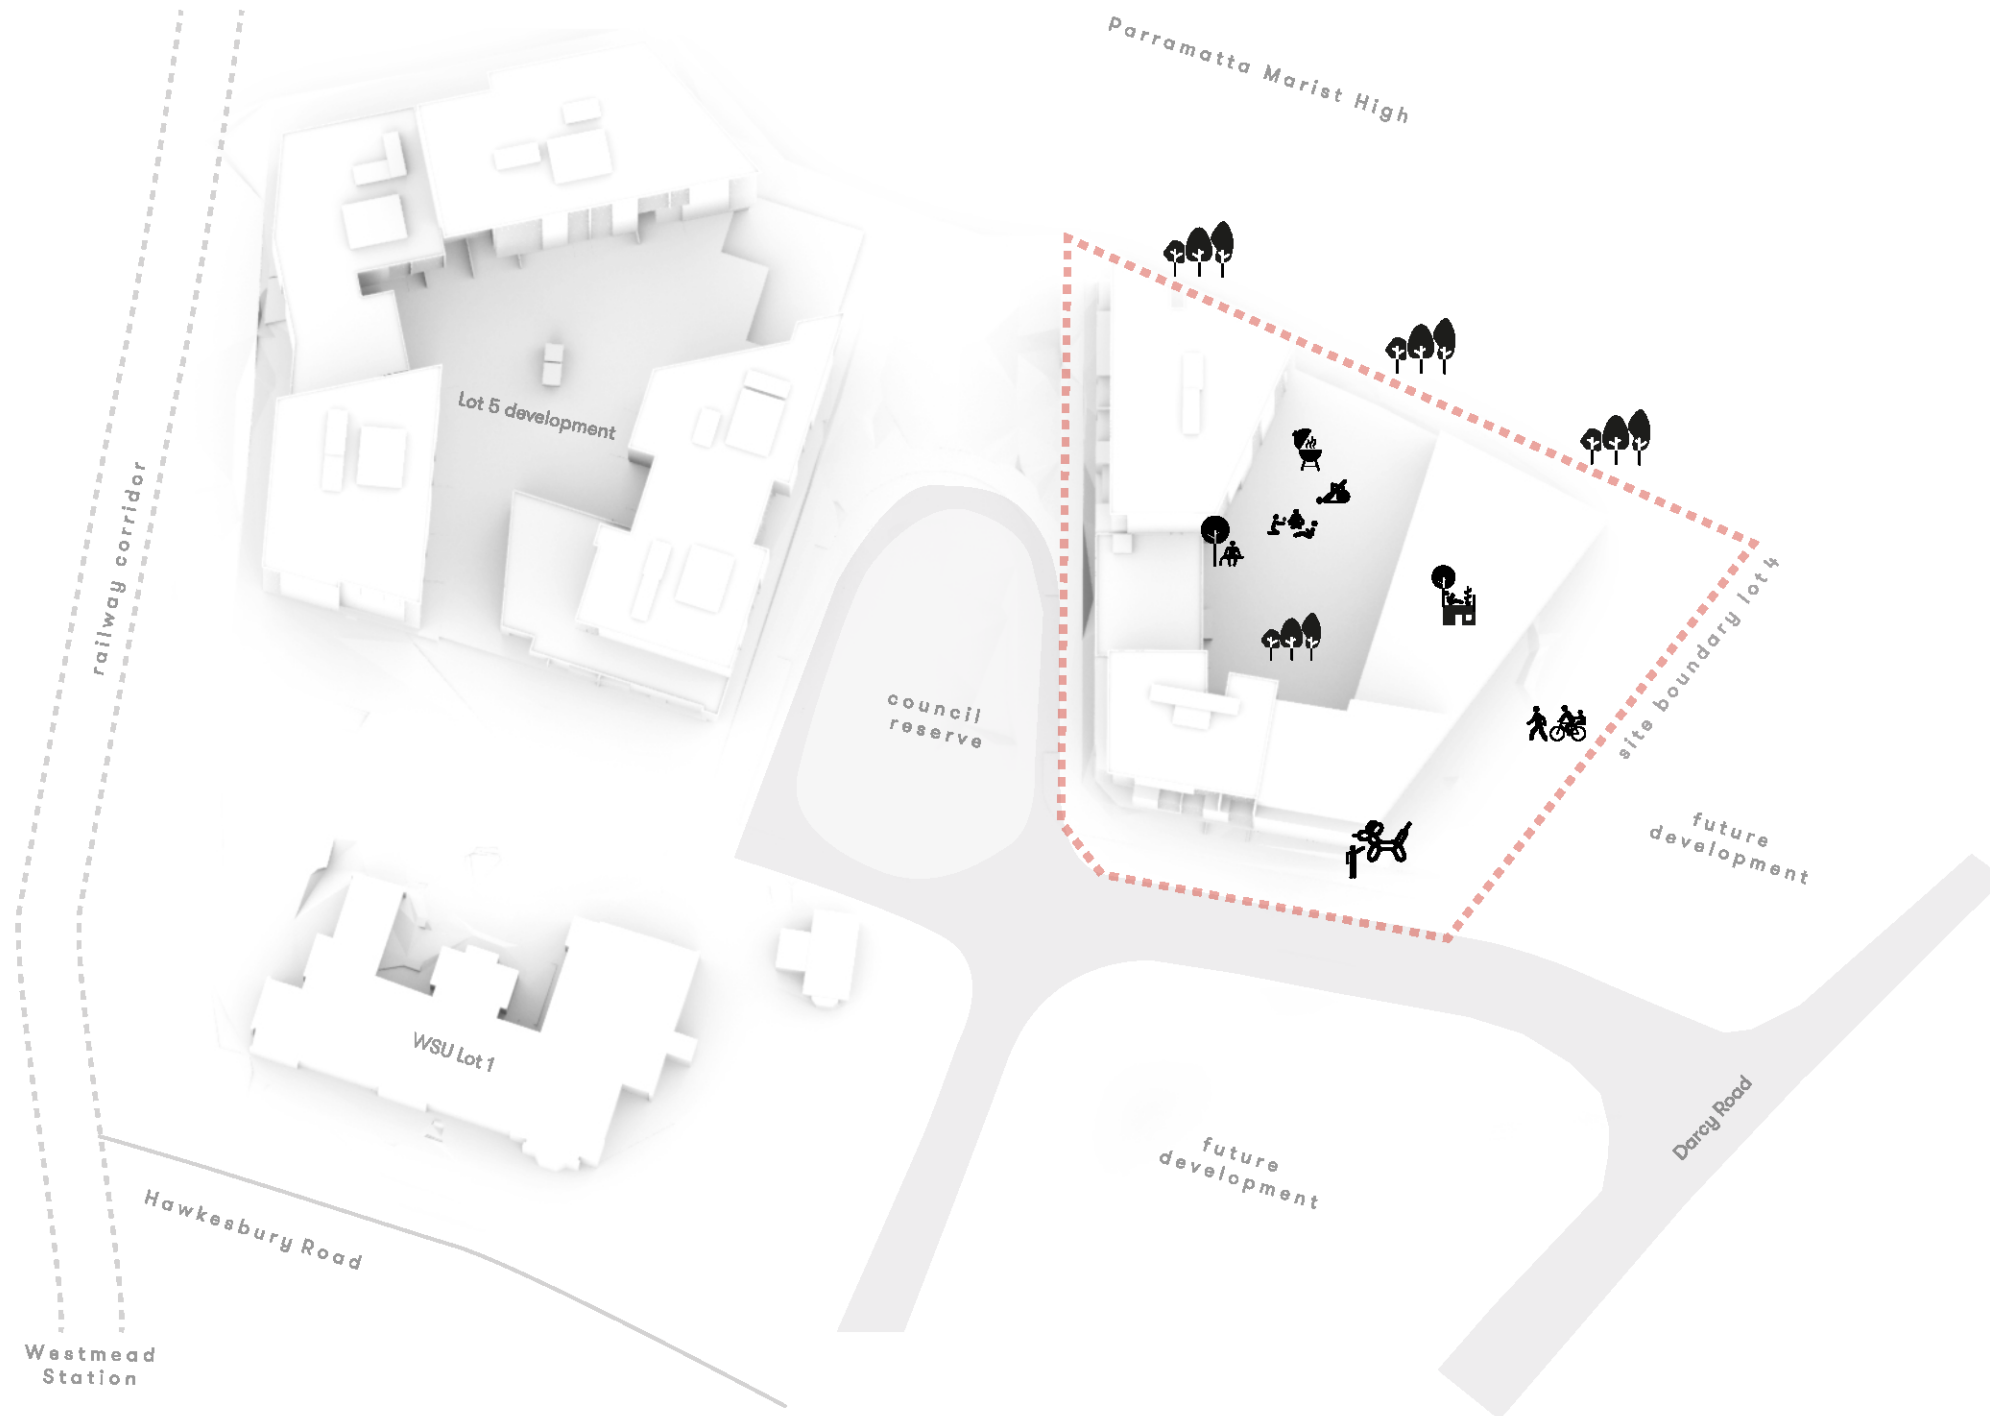 Parramatta Marist High
Lot 5 development
railway corridor
site boundary lot 4
council
reserve
future
development
WSU Lot 1
Darcy Road
future
development
Hawkesbury Road
Westmead
Station